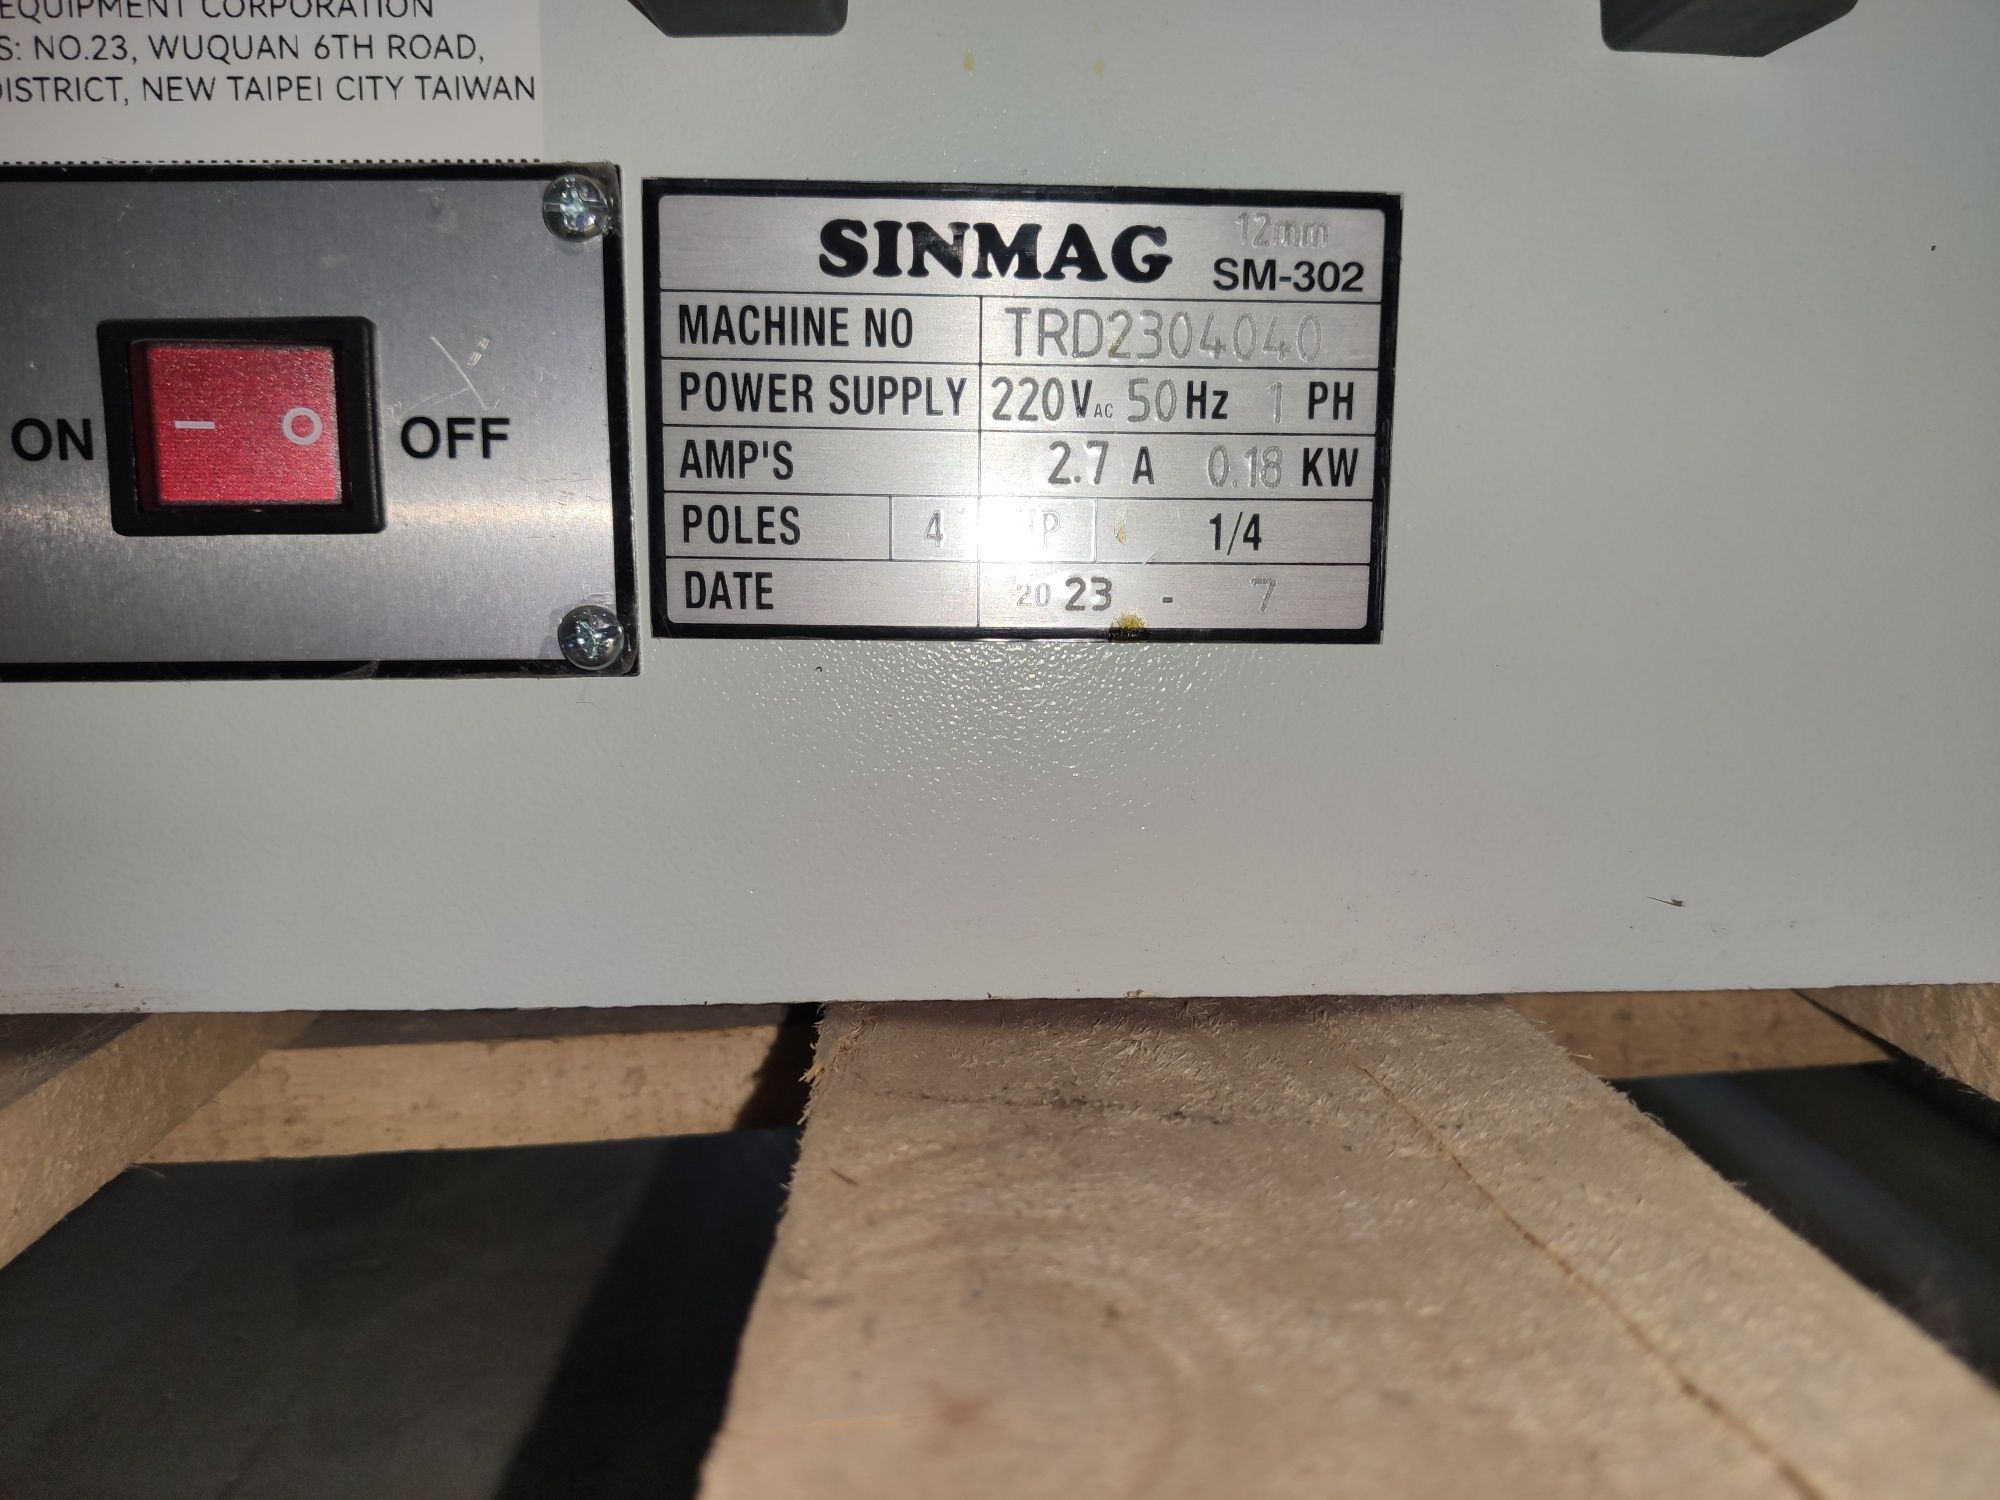 EQUIPMENT CORPORATION
S: NO.23, WUQUAN 6TH ROAD,
DISTRICT, NEW TAIPEI CITY TAIWAN
ON I O OFF
SINMAG 12mm
SM-302
MACHINE NO TRD2304040
POWER SUPPLY 220VAC 50Hz 1 PH
AMP'S 2.7 A 0.18 KW
POLES 4 HP 1/4
DATE 2023 - 7